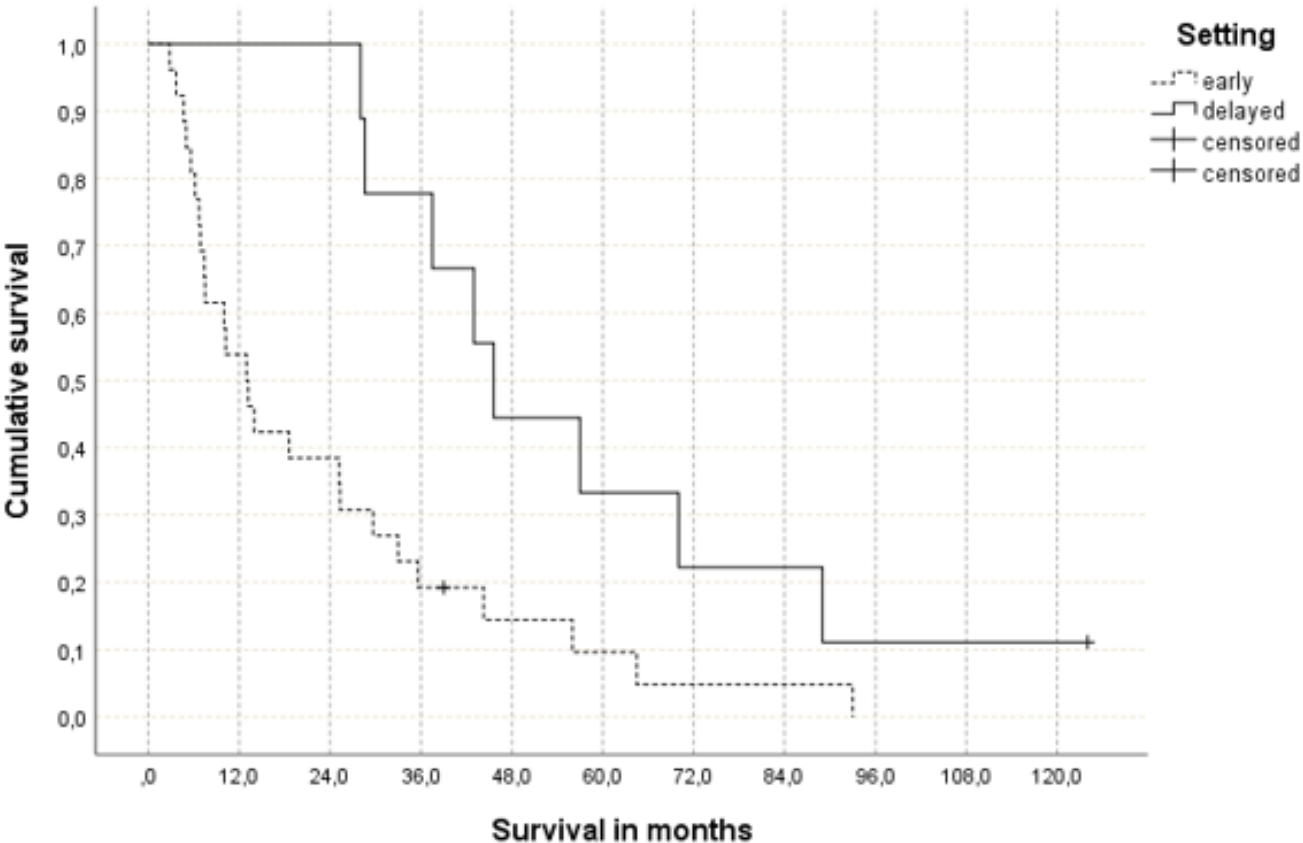 Setting
early
delayed
censored
censored
Cumulative survival
1,0
0,9
0,8
0,7
0,6
0,5
0,4
0,3
0,2
0,1
0,0
,0 12,0 24,0 36,0 48,0 60,0 72,0 84,0 96,0 108,0 120,0
Survival in months